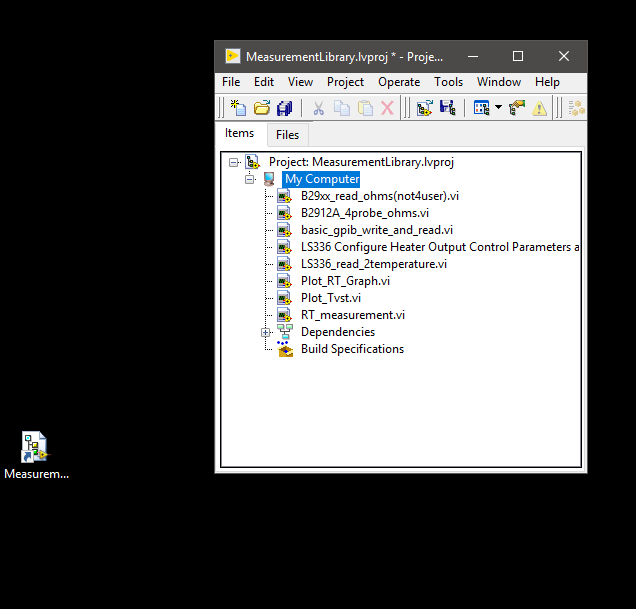 MeasurementLibrary.lvproj * - Proje...
File Edit View Project Operate Tools Window Help
Items Files
Project: MeasurementLibrary.lvproj
My Computer
B29xx_read_ohms(not4user).vi
B2912A_4probe_ohms.vi
basic_gpib_write_and_read.vi
LS336 Configure Heater Output Control Parameters a
LS336_read_2temperature.vi
Plot_RT_Graph.vi
Plot_Tvst.vi
RT_measurement.vi
Dependencies
Build Specifications
Measurem...